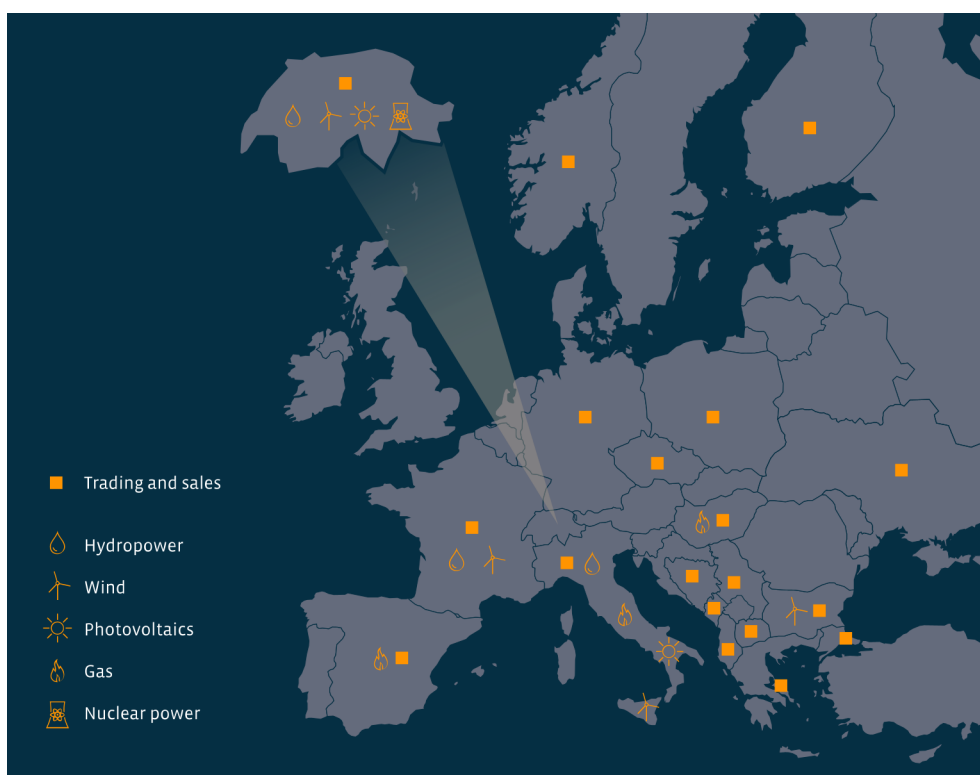 Trading and sales
Hydropower
Wind
Photovoltaics
Gas
Nuclear power